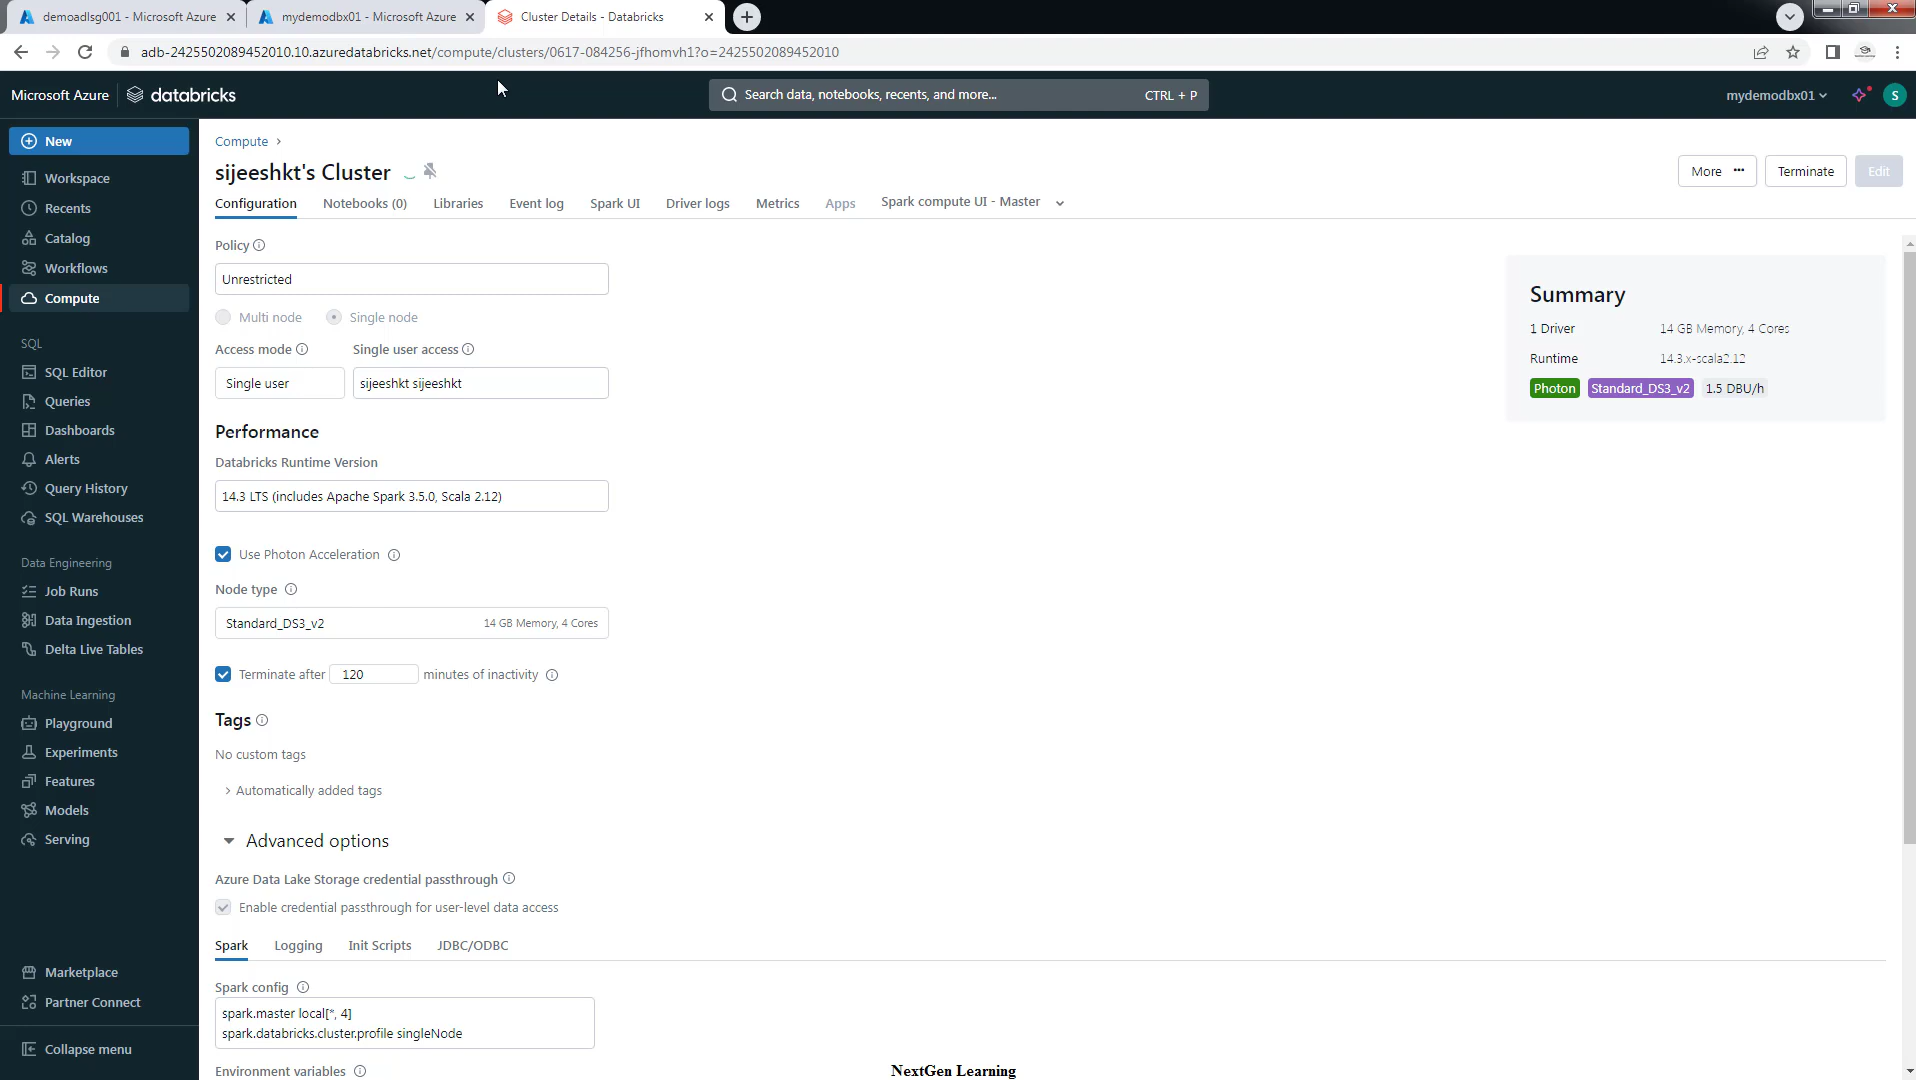 demoadlsg001 - Microsoft Azure
mydemodbx01 - Microsoft Azure
Cluster Details - Databricks
adb-2425502089452010.10.azuredatabricks.net/compute/clusters/0617-084256-jfhomvh1?o=2425502089452010
Microsoft Azure
databricks
Search data, notebooks, recents, and more...
CTRL + P
mydemodbx01
S
New
Workspace
Recents
Catalog
Workflows
Compute
SQL
SQL Editor
Queries
Dashboards
Alerts
Query History
SQL Warehouses
Data Engineering
Job Runs
Data Ingestion
Delta Live Tables
Machine Learning
Playground
Experiments
Features
Models
Serving
Marketplace
Partner Connect
Collapse menu
Compute
sijeeshkt's Cluster
More
Terminate
Edit
Configuration
Notebooks (0)
Libraries
Event log
Spark UI
Driver logs
Metrics
Apps
Spark compute UI - Master
Policy
Unrestricted
Multi node
Single node
Access mode
Single user access
Single user
sijeeshkt sijeeshkt
Performance
Databricks Runtime Version
14.3 LTS (includes Apache Spark 3.5.0, Scala 2.12)
Use Photon Acceleration
Node type
Standard_DS3_v2
14 GB Memory, 4 Cores
Terminate after 120 minutes of inactivity
Tags
No custom tags
Automatically added tags
Advanced options
Azure Data Lake Storage credential passthrough
Enable credential passthrough for user-level data access
Spark
Logging
Init Scripts
JDBC/ODBC
Spark config
spark.master local[*, 4]
spark.databricks.cluster.profile singleNode
Environment variables
Summary
1 Driver
14 GB Memory, 4 Cores
Runtime
14.3.x-scala2.12
Photon
Standard_DS3_v2
1.5 DBU/h
NextGen Learning